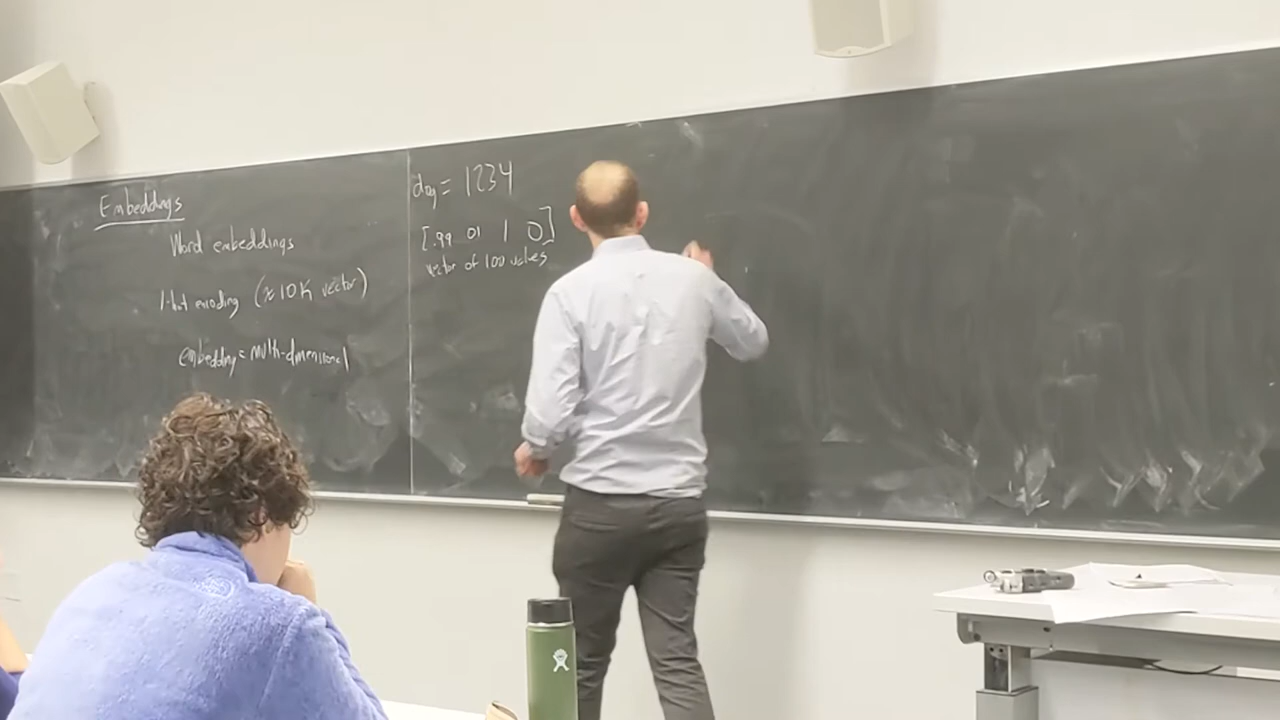 Embeddings
Word embeddings
1-hot encoding (≈10K vector)
embedding = multi-dimensional
dog = 1234
[.99 01 1 0]
vector of 100 values